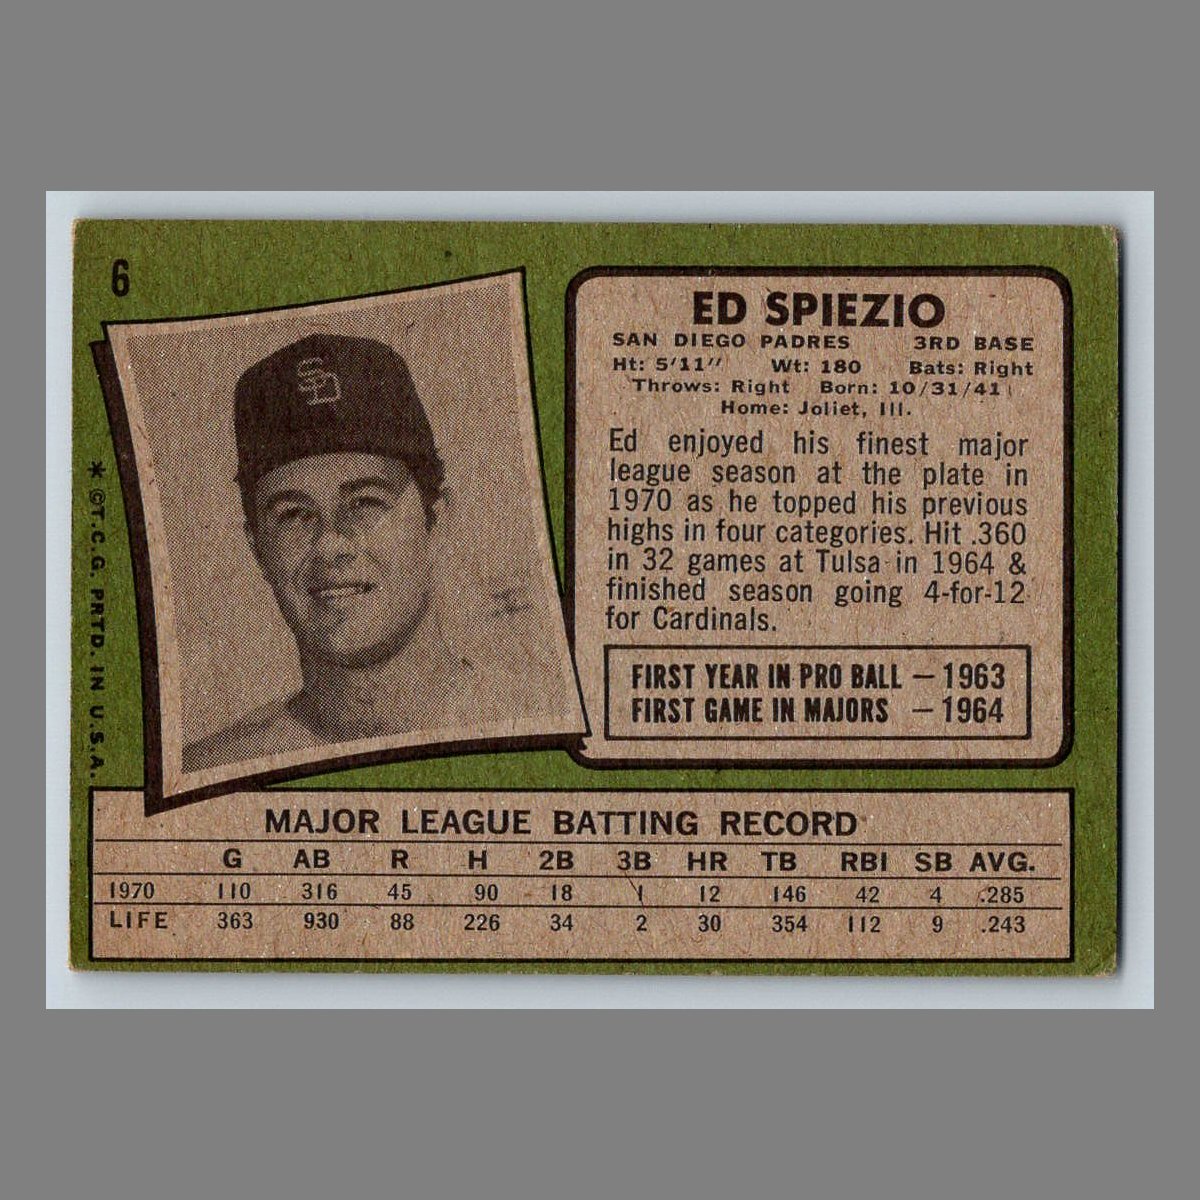 6
SD
* ©T.C.G. PRTD. IN U.S.A.
ED SPIEZIO
SAN DIEGO PADRES 3RD BASE
Ht: 5'11" Wt: 180 Bats: Right
Throws: Right Born: 10/31/41
Home: Joliet, Ill.
Ed enjoyed his finest major
league season at the plate in
1970 as he topped his previous
highs in four categories. Hit .360
in 32 games at Tulsa in 1964 &
finished season going 4-for-12
for Cardinals.
FIRST YEAR IN PRO BALL — 1963
FIRST GAME IN MAJORS — 1964
MAJOR LEAGUE BATTING RECORD
G AB R H 2B 3B HR TB RBI SB AVG.
1970 110 316 45 90 18 1 12 146 42 4 .285
LIFE 363 930 88 226 34 2 30 354 112 9 .243